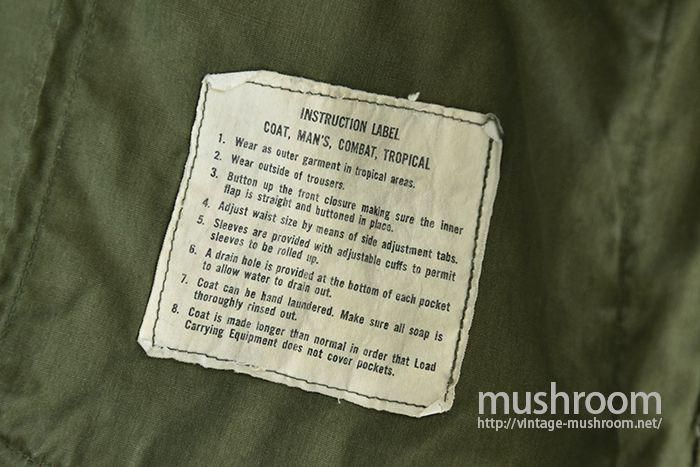 INSTRUCTION LABEL
COAT, MAN'S, COMBAT, TROPICAL
1. Wear as outer garment in tropical areas.
2. Wear outside of trousers.
3. Button up the front closure making sure the inner
flap is straight and buttoned in place.
4. Adjust waist size by means of side adjustment tabs.
5. Sleeves are provided with adjustable cuffs to permit
sleeves to be rolled up.
6. A drain hole is provided at the bottom of each pocket
to allow water to drain out.
7. Coat can be hand laundered. Make sure all soap is
thoroughly rinsed out.
8. Coat is made longer than normal in order that Load
Carrying Equipment does not cover pockets.
mushroom
http://vintage-mushroom.net/